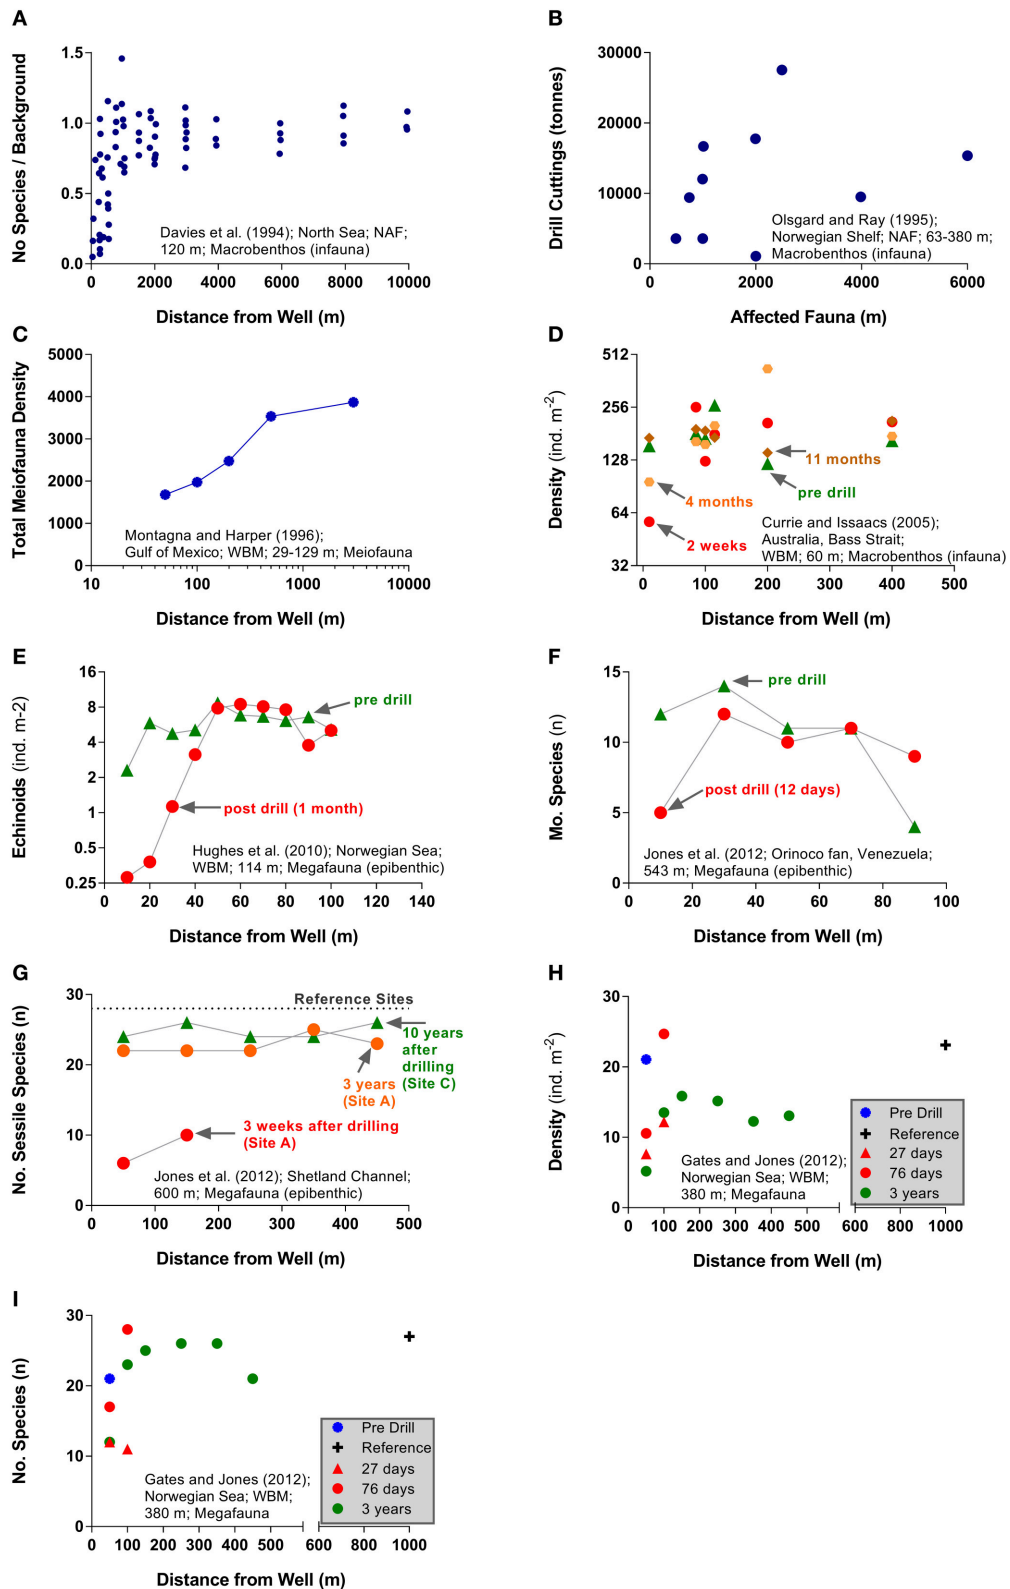 A
No Species / Background
1.5
1.0
0.5
0.0
0 2000 4000 6000 8000 10000
Distance from Well (m)
Davies et al. (1994); North Sea; NAF;
120 m; Macrobenthos (infauna)
B
Drill Cuttings (tonnes)
30000
20000
10000
0
0 2000 4000 6000
Affected Fauna (m)
Olsgard and Ray (1995);
Norwegian Shelf; NAF; 63-380 m;
Macrobenthos (infauna)
C
Total Meiofauna Density
5000
4000
3000
2000
1000
0
10 100 1000 10000
Distance from Well (m)
Montagna and Harper (1996);
Gulf of Mexico; WBM; 29-129 m; Meiofauna
D
Density (ind. m-2)
512
256
128
64
32
0 100 200 300 400 500
Distance from Well (m)
11 months
pre drill
4 months
2 weeks
Currie and Issaacs (2005);
Australia, Bass Strait;
WBM; 60 m; Macrobenthos (infauna)
E
Echinoids (ind. m-2)
16
8
4
2
1
0.5
0.25
0 20 40 60 80 100 120 140
Distance from Well (m)
pre drill
post drill (1 month)
Hughes et al. (2010); Norwegian Sea;
WBM; 114 m; Megafauna (epibenthic)
F
Mo. Species (n)
15
10
5
0
0 20 40 60 80 100
Distance from Well (m)
pre drill
post drill (12 days)
Jones et al. (2012; Orinoco fan, Venezuela;
543 m; Megafauna (epibenthic)
G
No. Sessile Species (n)
30
20
10
0
0 100 200 300 400 500
Distance from Well (m)
Reference Sites
10 years
after
drilling
(Site C)
3 years
(Site A)
3 weeks after drilling
(Site A)
Jones et al. (2012); Shetland Channel;
600 m; Megafauna (epibenthic)
H
Density (ind. m-2)
30
20
10
0
0 100 200 300 400 500 600 800 1000
Distance from Well (m)
Gates and Jones (2012);
Norwegian Sea; WBM;
380 m; Megafauna
Pre Drill
Reference
27 days
76 days
3 years
I
No. Species (n)
30
20
10
0
0 100 200 300 400 500 600 800 1000
Distance from Well (m)
Gates and Jones (2012);
Norwegian Sea; WBM;
380 m; Megafauna
Pre Drill
Reference
27 days
76 days
3 years